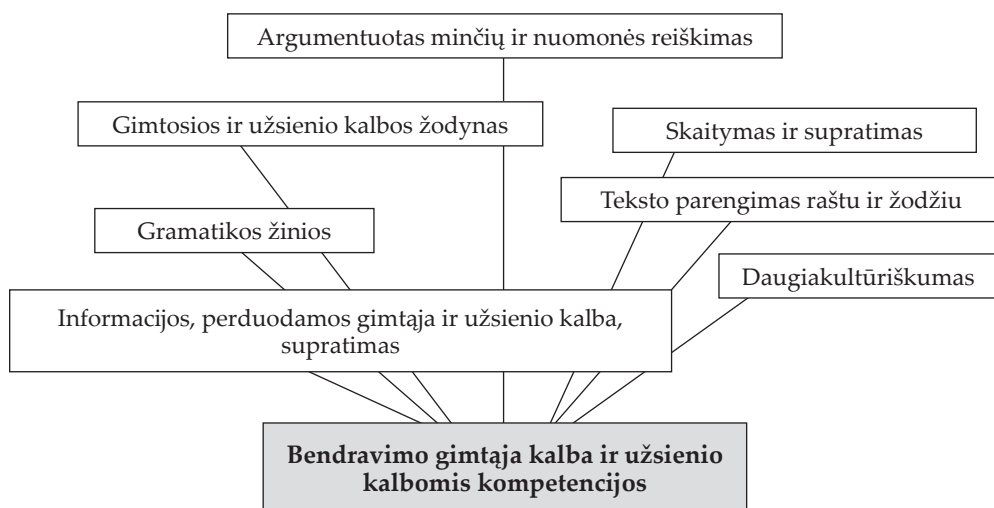 Argumentuotas minčių ir nuomonės reiškimas
Gimtosios ir užsienio kalbos žodynas
Skaitymas ir supratimas
Teksto parengimas raštu ir žodžiu
Gramatikos žinios
Daugiakultūriškumas
Informacijos, perduodamos gimtąja ir užsienio kalba,
supratimas
Bendravimo gimtąja kalba ir užsienio
kalbomis kompetencijos